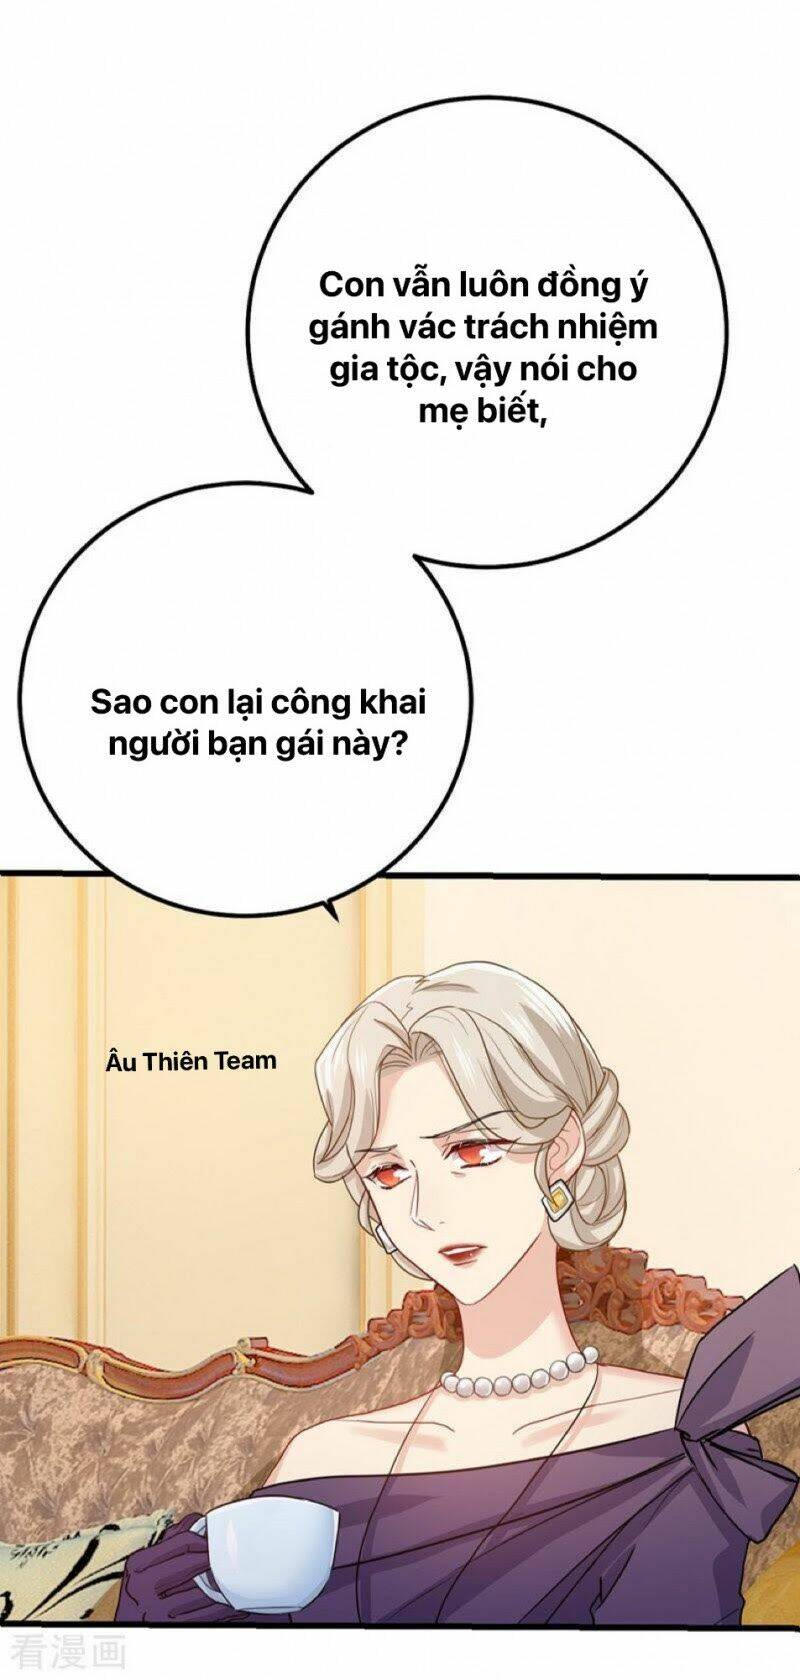 Con vẫn luôn đồng ý
gánh vác trách nhiệm
gia tộc, vậy nói cho
mẹ biết,
Sao con lại công khai
người bạn gái này?
Âu Thiên Team
看漫画